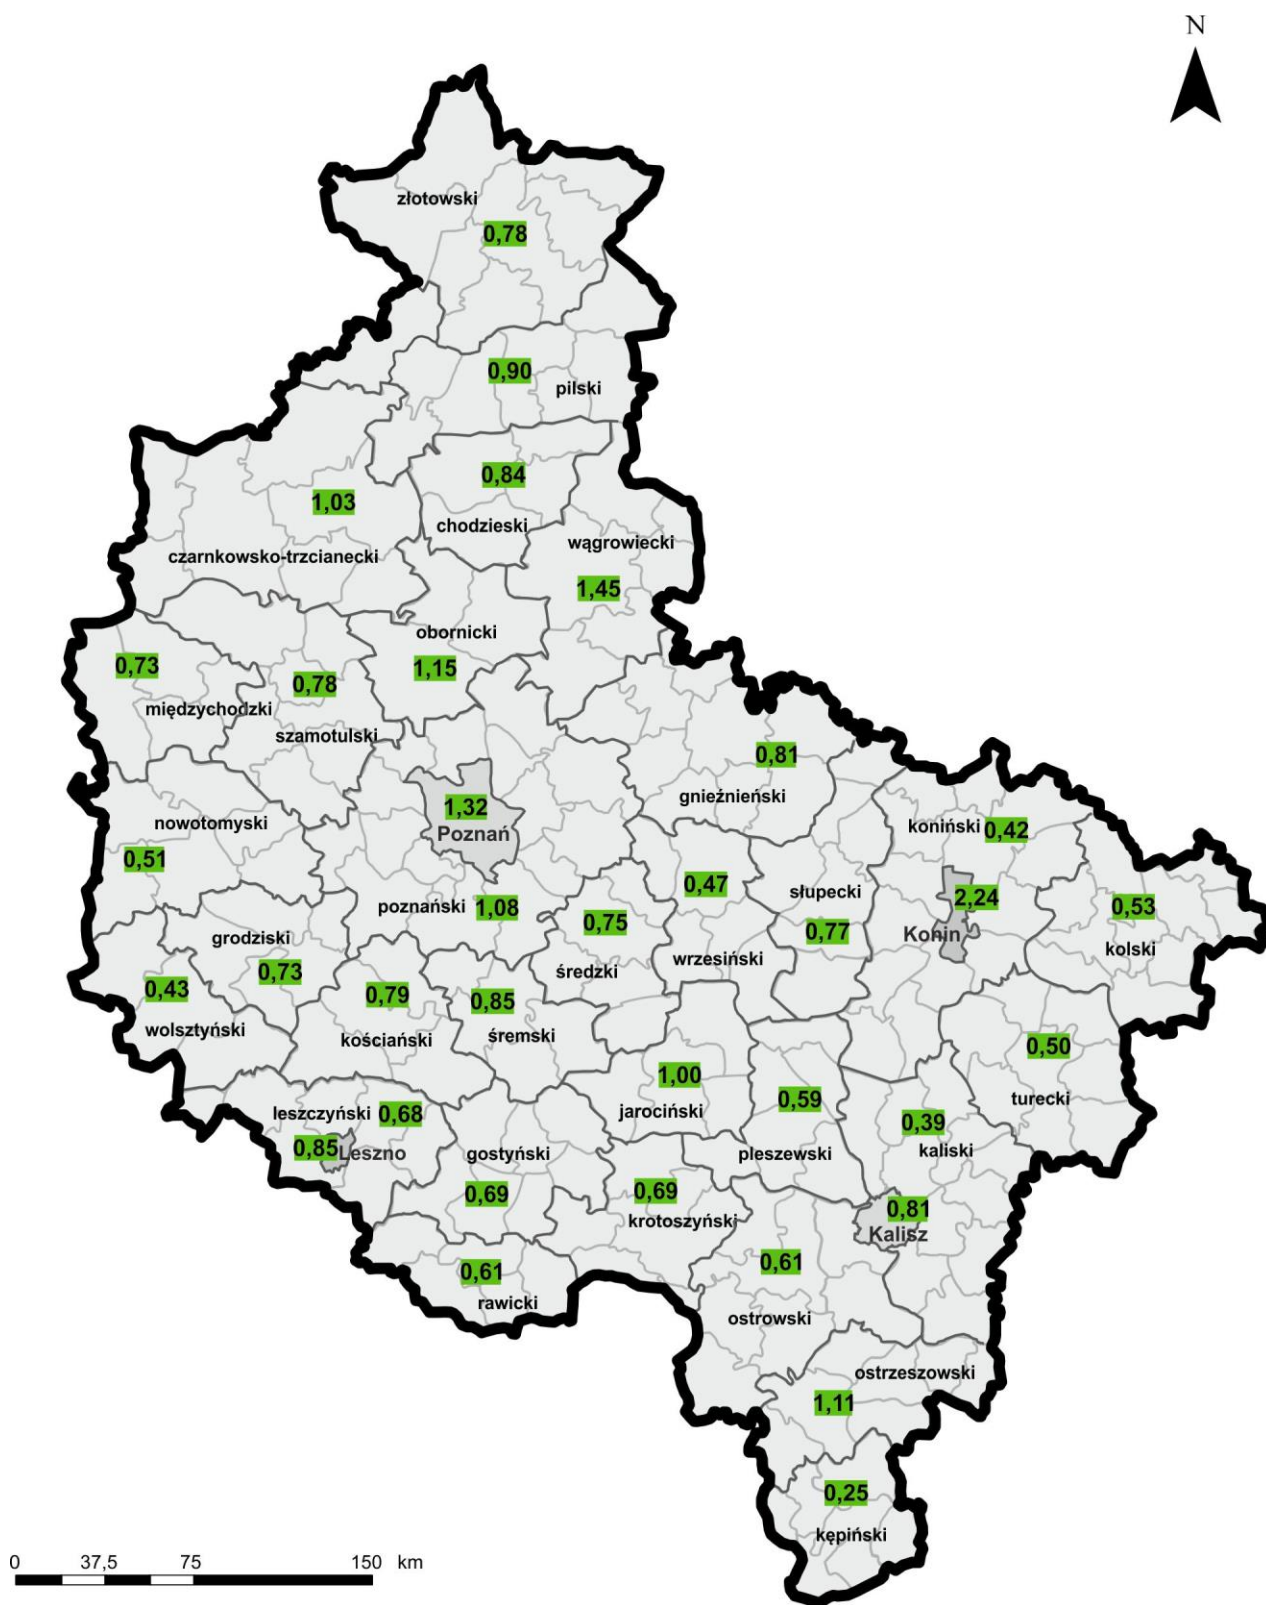 N
złotowski
0,78
0,90
pilski
0,84
1,03
chodzieski
wągrowiecki
czarnkowsko-trzcianecki
1,45
obornicki
0,73
1,15
0,78
międzychodzki
szamotulski
0,81
gnieźnieński
1,32
nowotomyski
koniński
0,42
Poznań
0,51
0,47
słupecki
2,24
0,53
poznański
1,08
0,75
0,77
Konin
grodziski
kolski
0,73
średzki
wrzesiński
0,43
0,79
0,85
wolsztyński
kościański
śremski
0,50
1,00
0,59
turecki
leszczyński
0,68
jarociński
0,39
0,85
Leszno
gostyński
pleszewski
kaliski
0,69
0,69
krotoszyński
0,81
Kalisz
0,61
0,61
rawicki
ostrowski
ostrzeszowski
1,11
0,25
kępiński
0 37,5 75 150 km